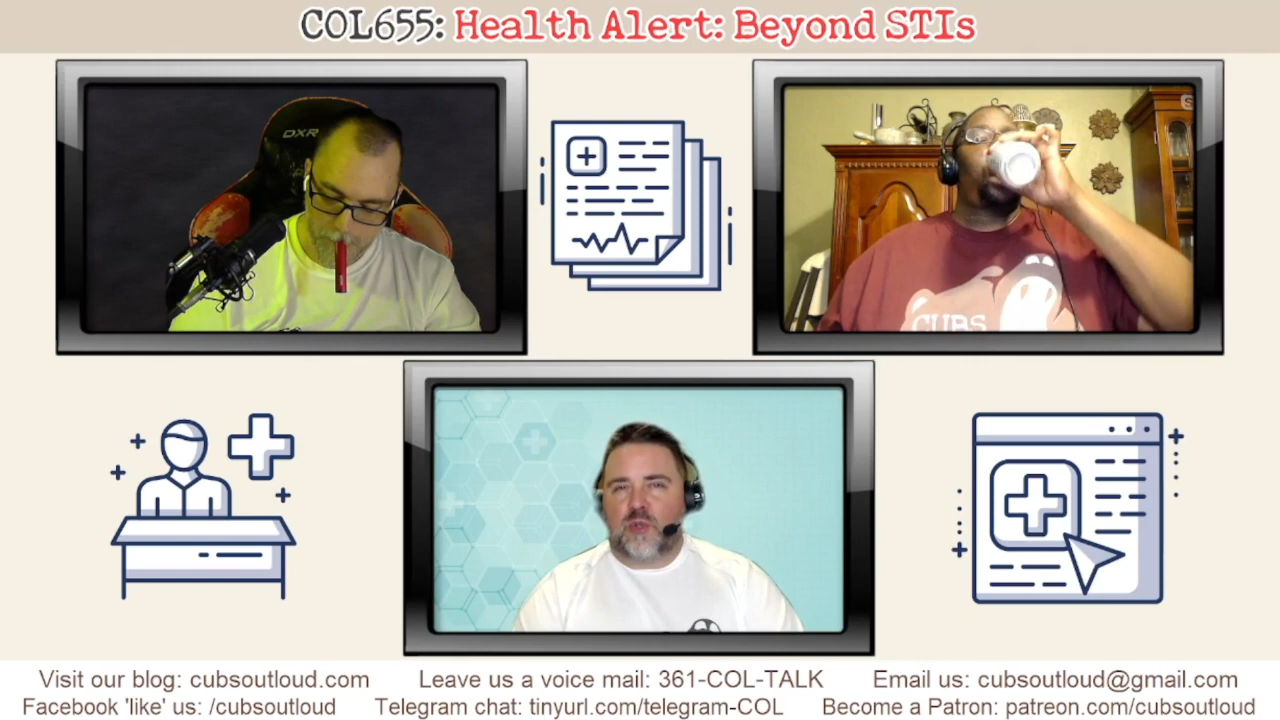 COL655: Health Alert: Beyond STIs
DXR
S
CUBS
Visit our blog: cubsoutloud.com Leave us a voice mail: 361-COL-TALK Email us: cubsoutloud@gmail.com
Facebook 'like' us: /cubsoutloud Telegram chat: tinyurl.com/telegram-COL Become a Patron: patreon.com/cubsoutloud